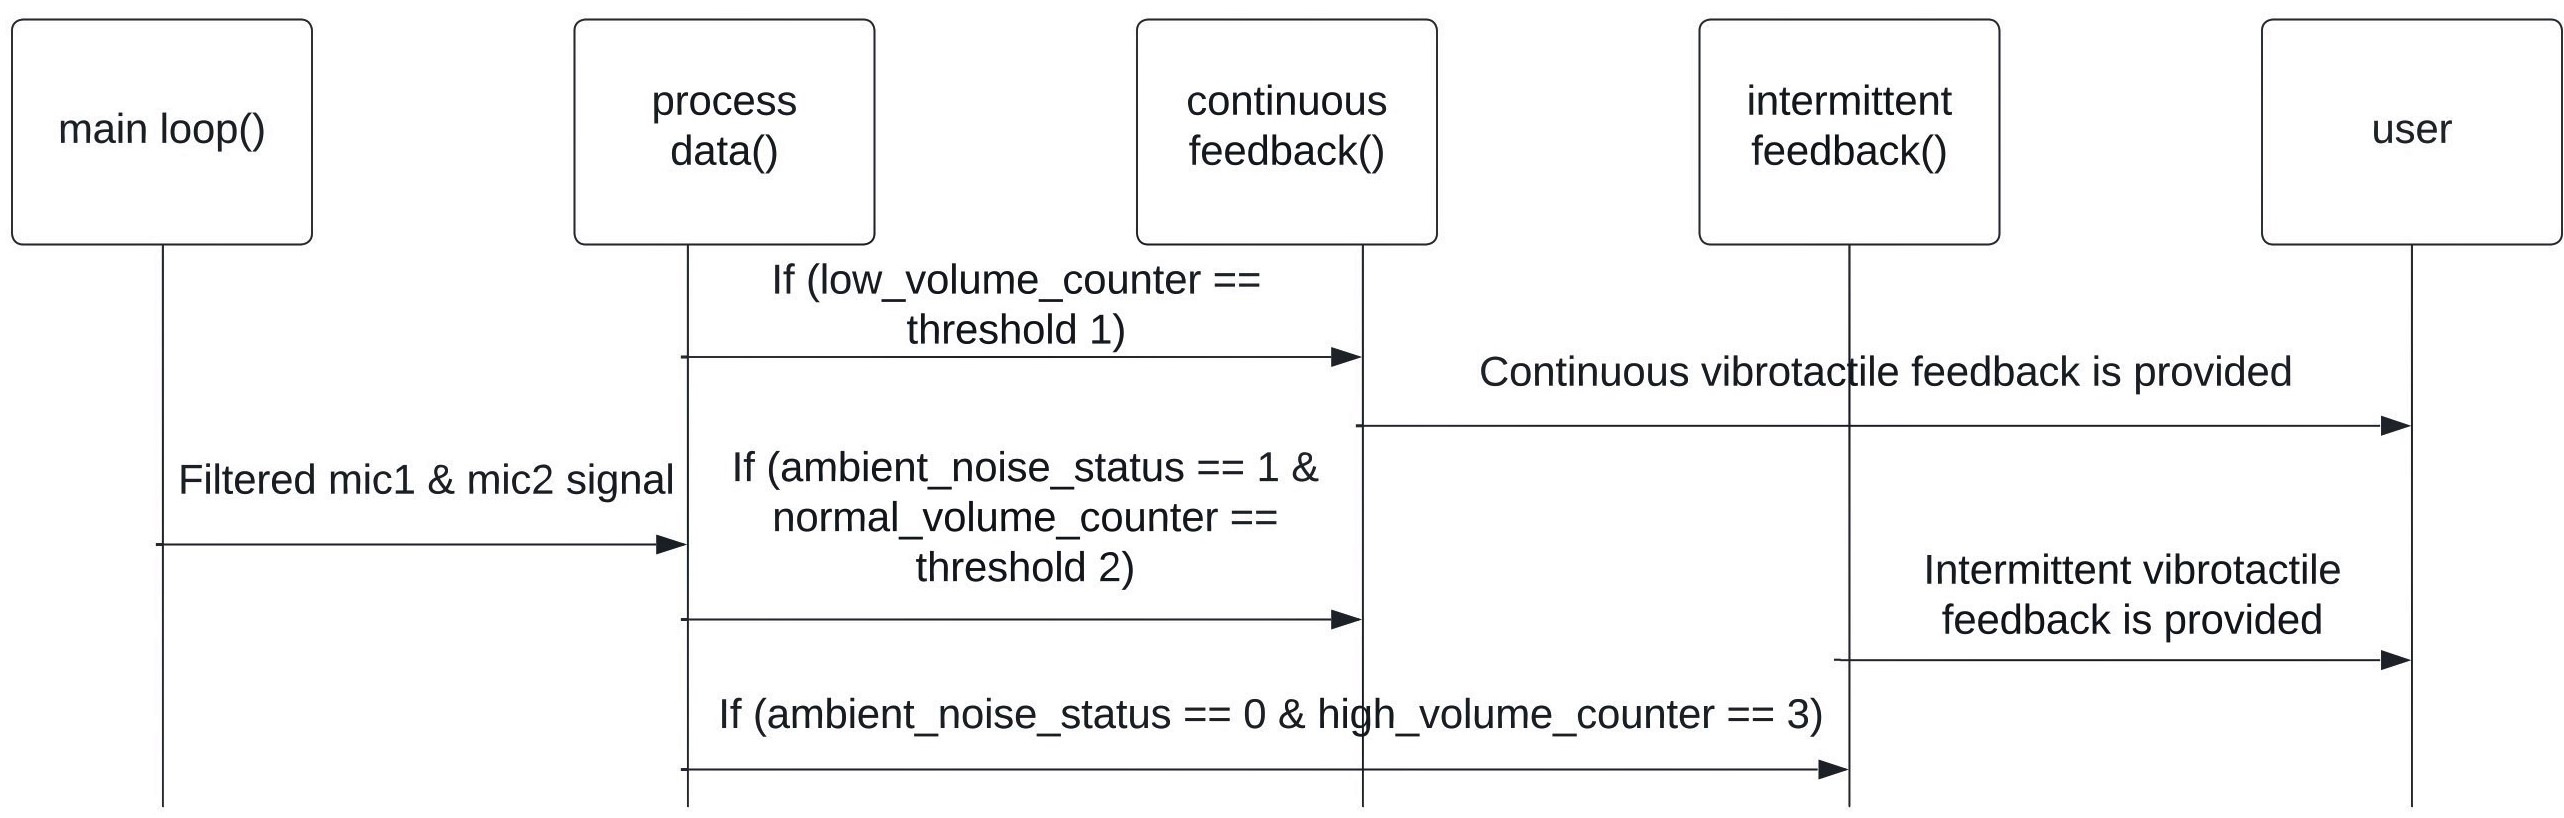 main loop()
process
data()
continuous
feedback()
intermittent
feedback()
user
If (low_volume_counter ==
threshold 1)
Continuous vibrotactile feedback is provided
Filtered mic1 & mic2 signal
If (ambient_noise_status == 1 &
normal_volume_counter ==
threshold 2)
Intermittent vibrotactile
feedback is provided
If (ambient_noise_status == 0 & high_volume_counter == 3)